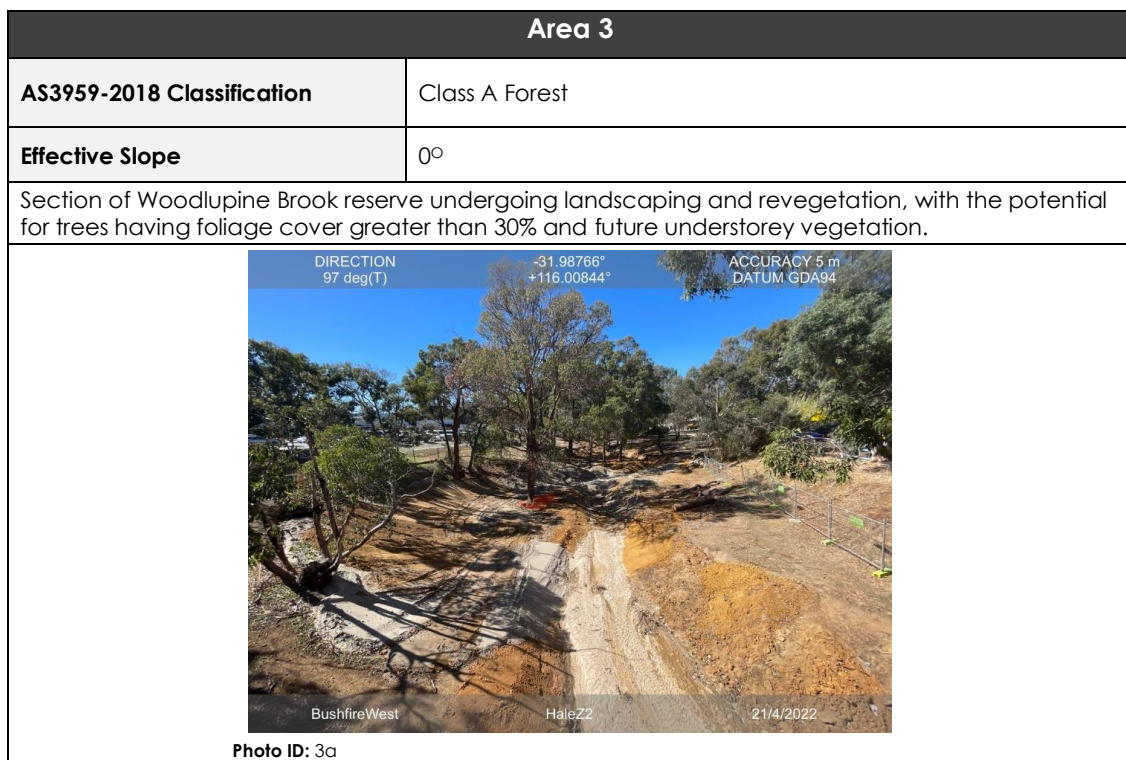 Area 3
AS3959-2018 Classification
Class A Forest
Effective Slope
0°
Section of Woodlupine Brook reserve undergoing landscaping and revegetation, with the potential
for trees having foliage cover greater than 30% and future understorey vegetation.
DIRECTION
97 deg(T)
-31.98766°
+116.00844°
ACCURACY 5 m
DATUM GDA94
BushfireWest
HaleZ2
21/4/2022
Photo ID: 3a